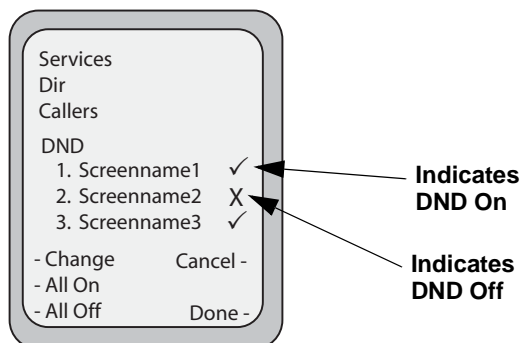 Services
Dir
Callers
DND
1. Screenname1 ✓
2. Screenname2 X
3. Screenname3 ✓
- Change Cancel -
- All On
- All Off Done -
Indicates
DND On
Indicates
DND Off